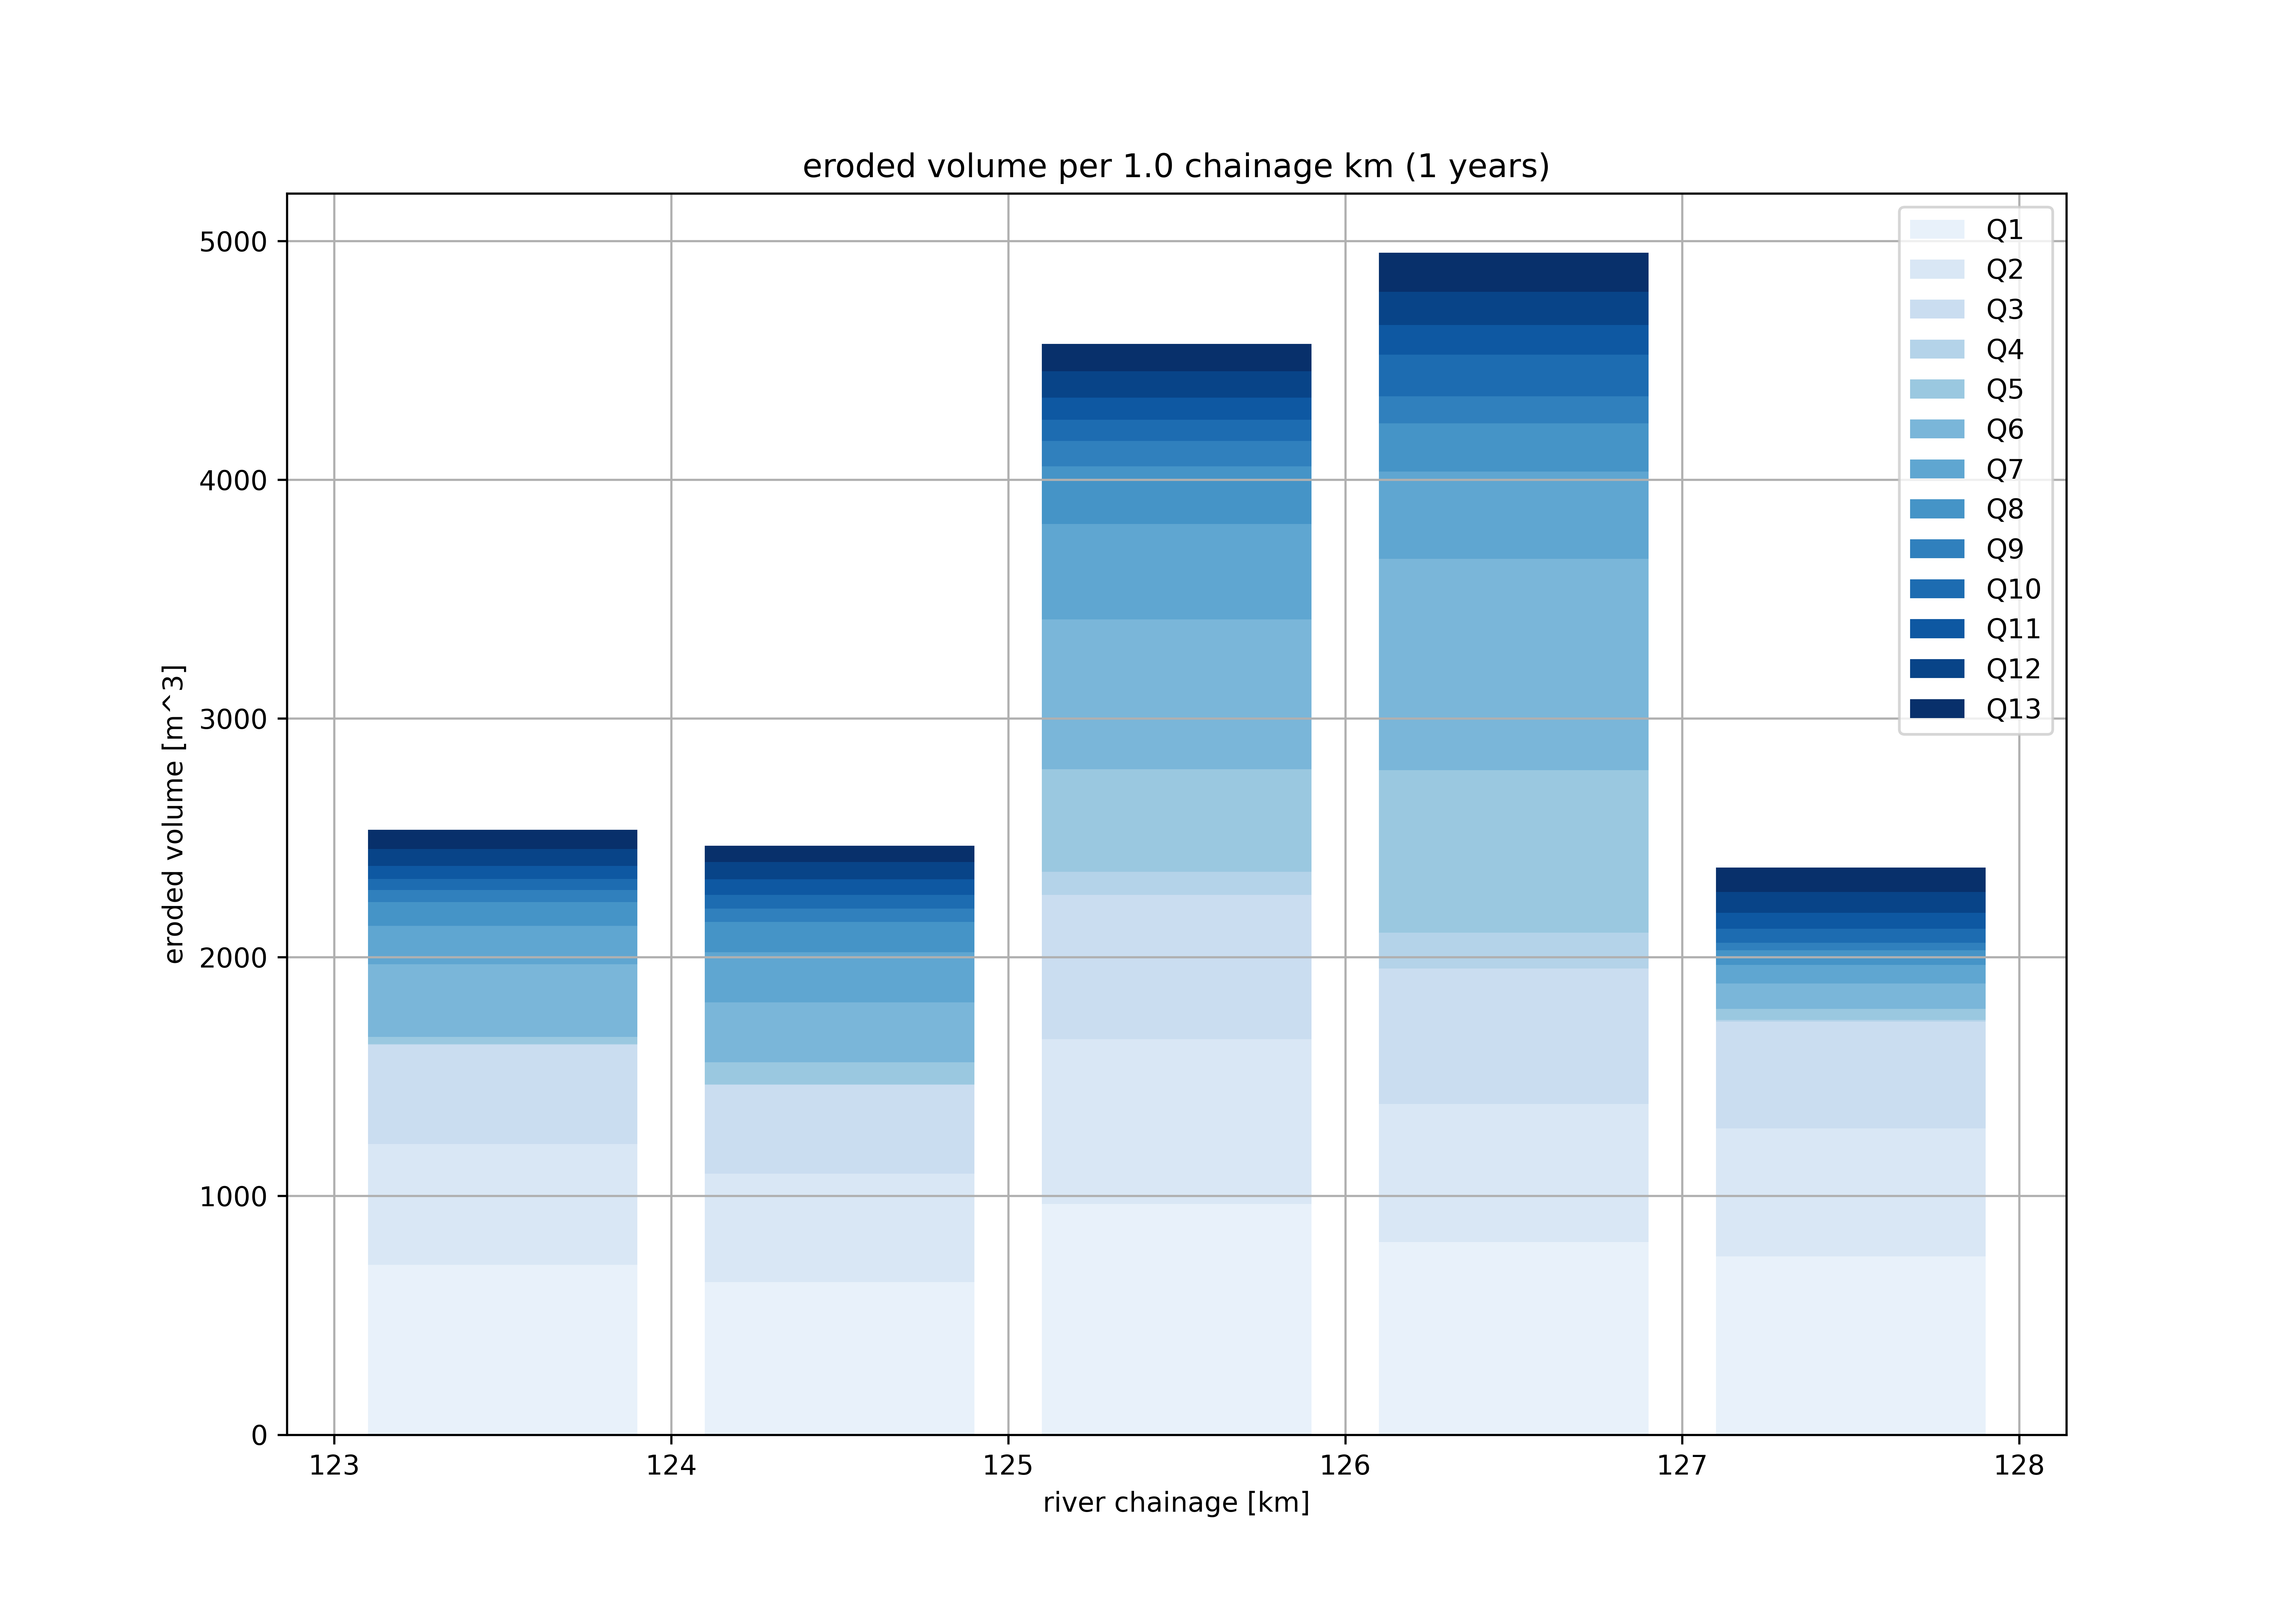 eroded volume per 1.0 chainage km (1 years)
eroded volume [m^3]
5000
4000
3000
2000
1000
0
Q1
Q2
Q3
Q4
Q5
Q6
Q7
Q8
Q9
Q10
Q11
Q12
Q13
123 124 125 126 127 128
river chainage [km]